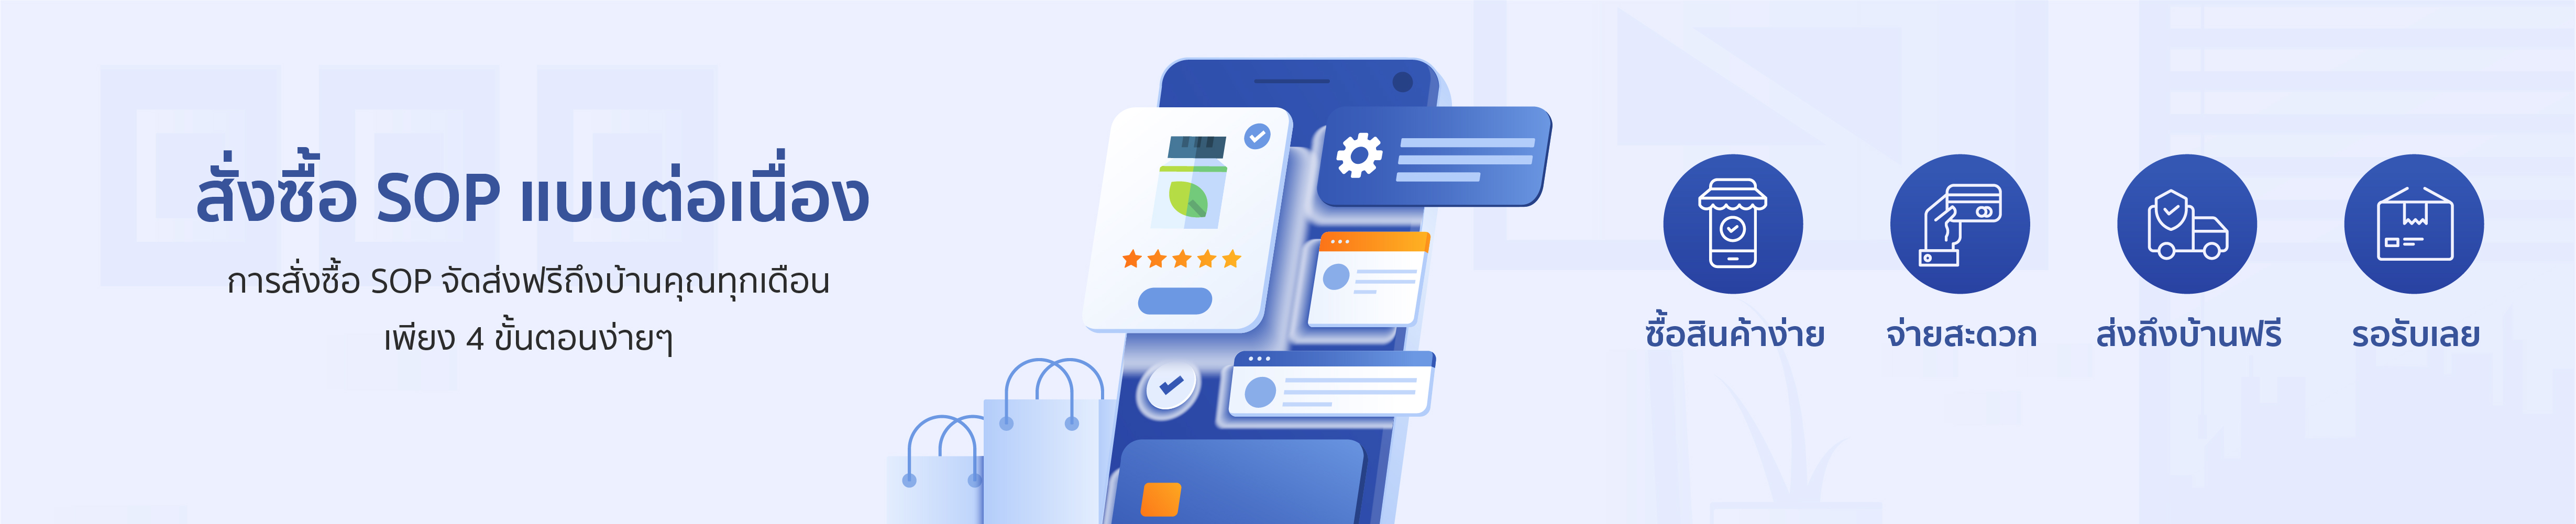 สั่งซื้อ SOP แบบต่อเนื่อง
การสั่งซื้อ SOP จัดส่งฟรีถึงบ้านคุณทุกเดือน
เพียง 4 ขั้นตอนง่ายๆ
ซื้อสินค้าง่าย
จ่ายสะดวก
ส่งถึงบ้านฟรี
รอรับเลย